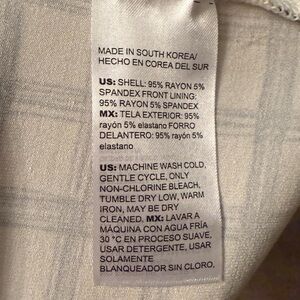 MADE IN SOUTH KOREA/
HECHO EN COREA DEL SUR
US: SHELL: 95% RAYON 5%
SPANDEX FRONT LINING:
95% RAYON 5% SPANDEX
MX: TELA EXTERIOR: 95%
rayón 5% elastano FORRO
DELANTERO: 95% rayón 5%
elastano
US: MACHINE WASH COLD,
GENTLE CYCLE, ONLY
NON-CHLORINE BLEACH,
TUMBLE DRY LOW, WARM
IRON, MAY BE DRY
CLEANED, MX: LAVAR A
MÁQUINA CON AGUA FRÍA
30 °C EN PROCESO SUAVE,
USAR DETERGENTE, USAR
SOLAMENTE
BLANQUEADOR SIN CLORO,